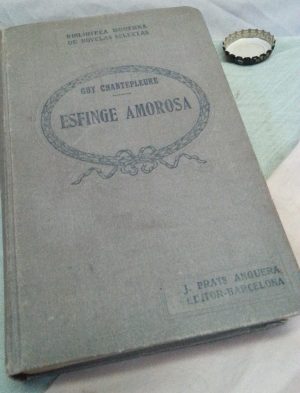 BIBLIOTECA MODERNA
DE NOVELAS SELECTAS
GUY CHANTEPLEURE
ESFINGE AMOROSA
J. PRATS ANGUERA
EDITOR-BARCELONA